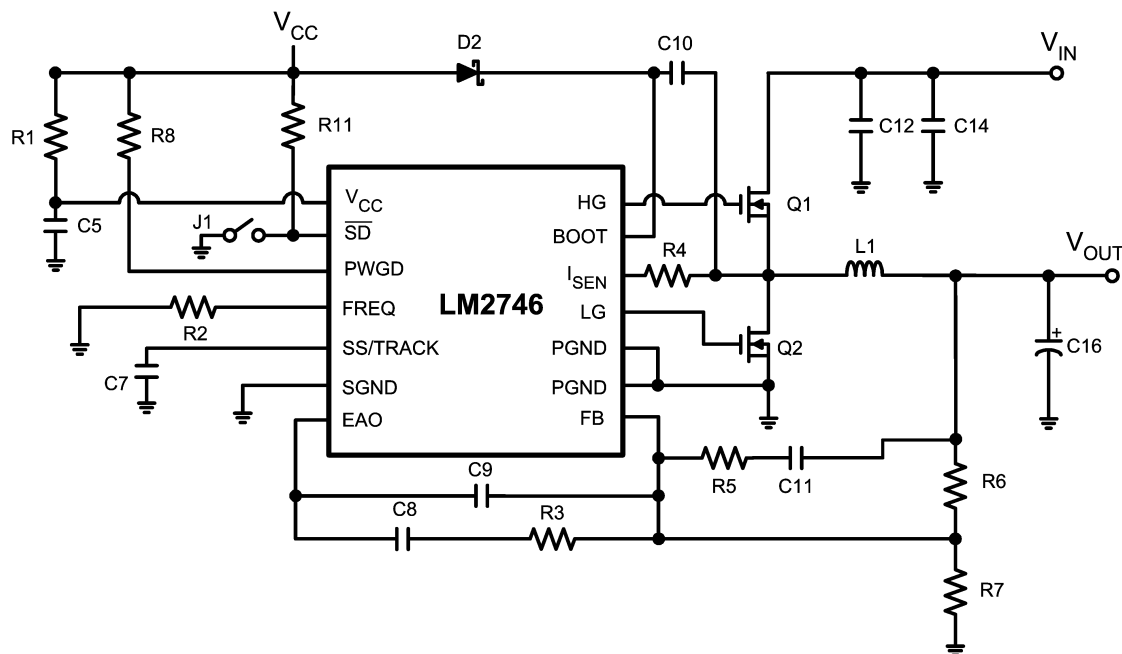 VCC
D2
C10
VIN
R1
R8
R11
C12
C14
VCC
HG
Q1
C5
J1
SD
BOOT
R4
L1
VOUT
PWGD
ISEN
FREQ
LM2746
LG
R2
Q2
SS/TRACK
PGND
+
C16
C7
SGND
PGND
EAO
FB
C9
R5
C11
R6
C8
R3
R7